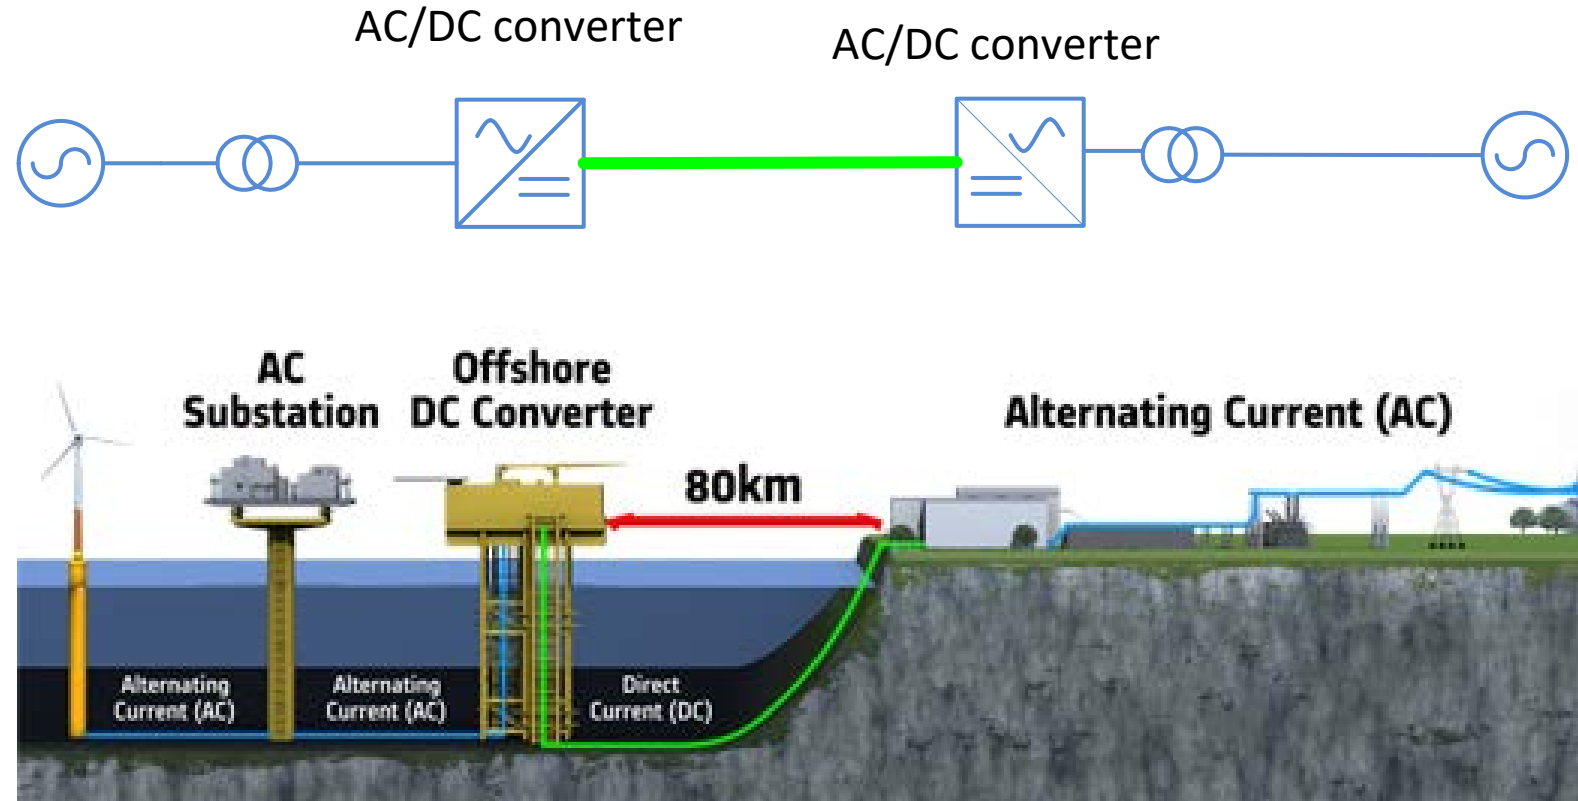 AC/DC converter
AC/DC converter
AC
Substation
Offshore
DC Converter
Alternating Current (AC)
80km
Alternating
Current (AC)
Alternating
Current (AC)
Direct
Current (DC)